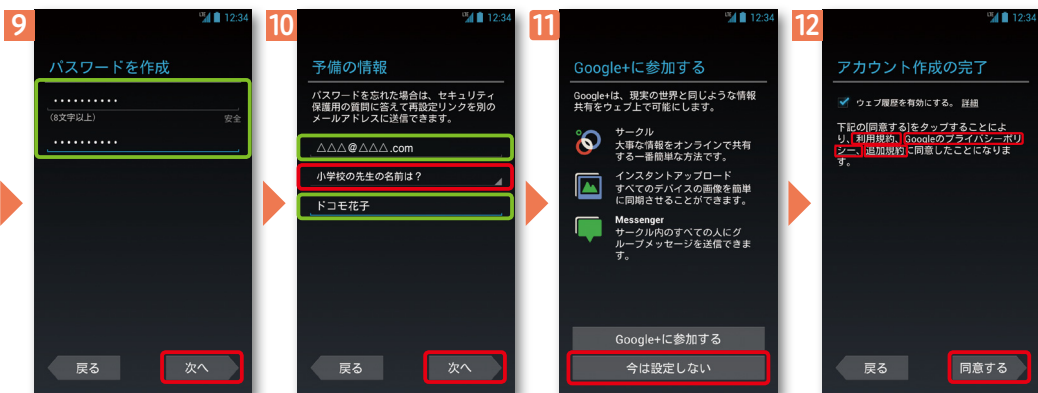 9
12:34
パスワードを作成
••••••••••
(8文字以上)
安全
••••••••••
戻る
次へ
10
12:34
予備の情報
パスワードを忘れた場合は、セキュリティ
保護用の質問に答えて再設定リンクを別の
メールアドレスに送信できます。
△△△@△△△.com
小学校の先生の名前は？
ドコモ花子
戻る
次へ
11
12:34
Google+に参加する
Google+は、現実の世界と同じような情報
共有をウェブ上で可能にします。
サークル
大事な情報をオンラインで共有
する一番簡単な方法です。
インスタントアップロード
すべてのデバイスの画像を簡単
に同期させることができます。
Messenger
サークル内のすべての人にグ
ループメッセージを送信できま
す。
Google+に参加する
今は設定しない
12
12:34
アカウント作成の完了
ウェブ履歴を有効にする。 詳細
下記の[同意する]をタップすることによ
り、利用規約、Googleのプライバシーポリ
シー、追加規約に同意したことになりま
す。
戻る
同意する